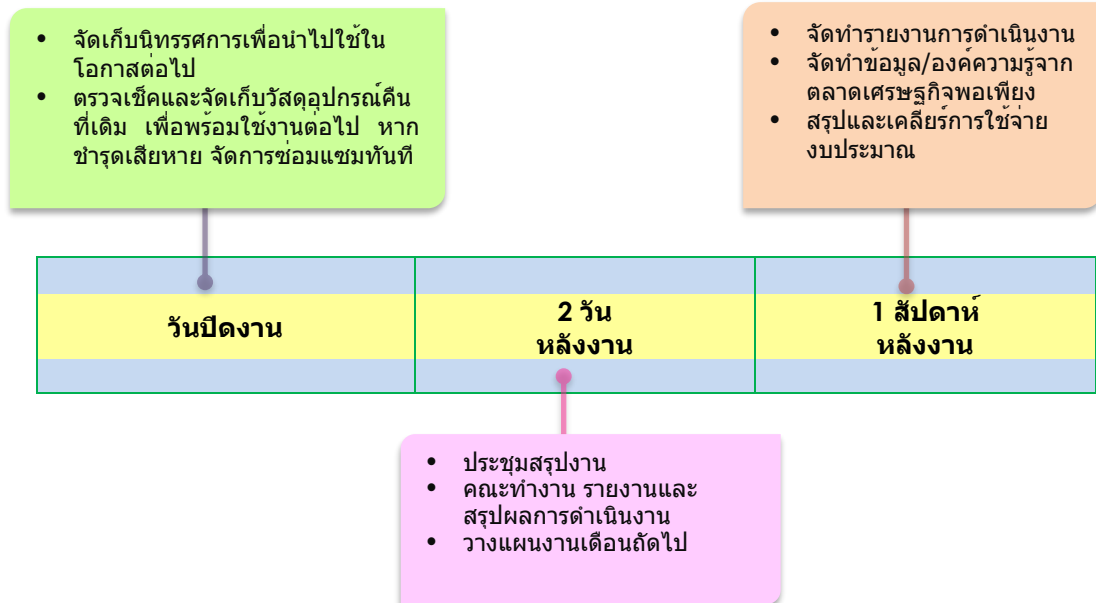 • จัดเก็บนิทรรศการเพื่อนำไปใช้ใน
โอกาสต่อไป
• ตรวจเช็คและจัดเก็บวัสดุอุปกรณ์คืน
ที่เดิม เพื่อพร้อมใช้งานต่อไป หาก
ชำรุดเสียหาย จัดการซ่อมแซมทันที
• จัดทำรายงานการดำเนินงาน
• จัดทำข้อมูล/องค์ความรู้จาก
ตลาดเศรษฐกิจพอเพียง
• สรุปและเคลียร์การใช้จ่าย
งบประมาณ
วันปิดงาน
2 วัน
หลังงาน
1 สัปดาห์
หลังงาน
• ประชุมสรุปงาน
• คณะทำงาน รายงานและ
สรุปผลการดำเนินงาน
• วางแผนงานเดือนถัดไป